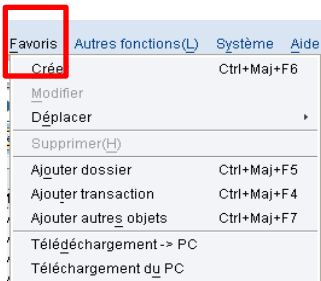 Favoris Autres fonctions(L) Système Aide
Créer Ctrl+Maj+F6
Modifier
Déplacer
Supprimer(H)
Ajouter dossier Ctrl+Maj+F5
Ajouter transaction Ctrl+Maj+F4
Ajouter autres objets Ctrl+Maj+F7
Télédéchargement -> PC
Téléchargement du PC